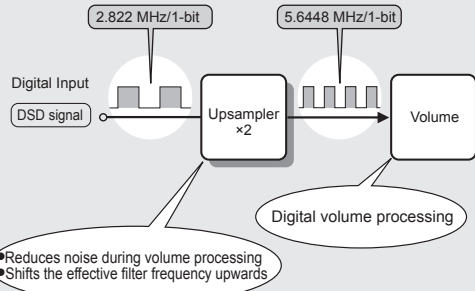 2.822 MHz/1-bit
5.6448 MHz/1-bit
Digital Input
DSD signal
Upsampler
×2
Volume
Digital volume processing
●Reduces noise during volume processing
●Shifts the effective filter frequency upwards